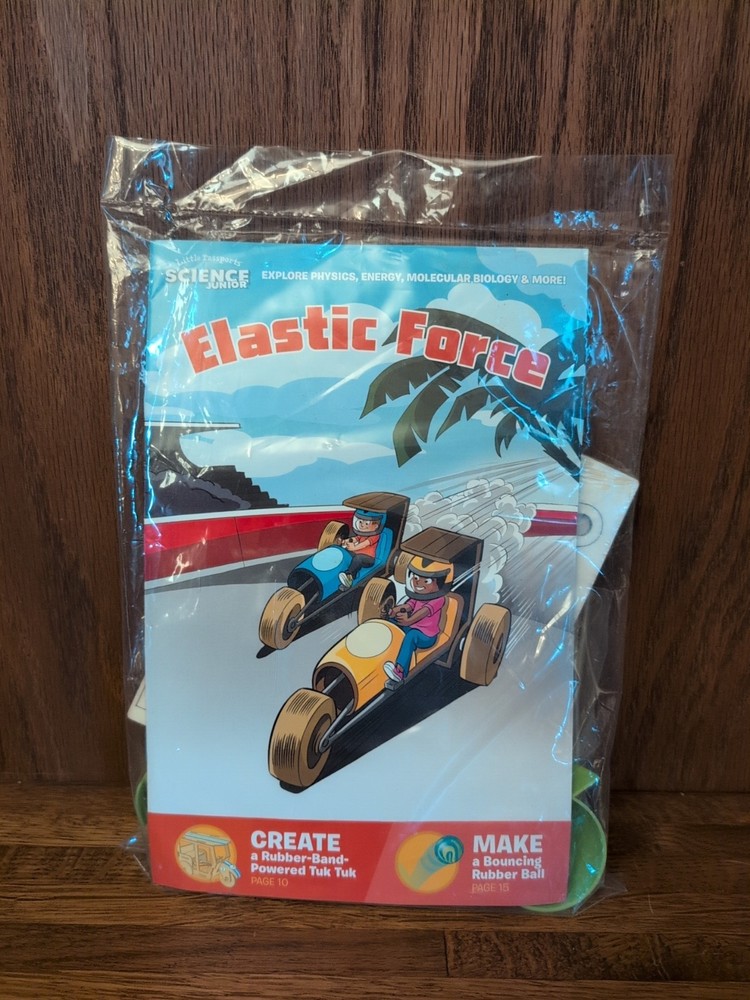 Little Passports
SCIENCE
JUNIOR
EXPLORE PHYSICS, ENERGY, MOLECULAR BIOLOGY & MORE!
Elastic Force
CREATE
a Rubber-Band-
Powered Tuk Tuk
PAGE 10
MAKE
a Bouncing
Rubber Ball
PAGE 15